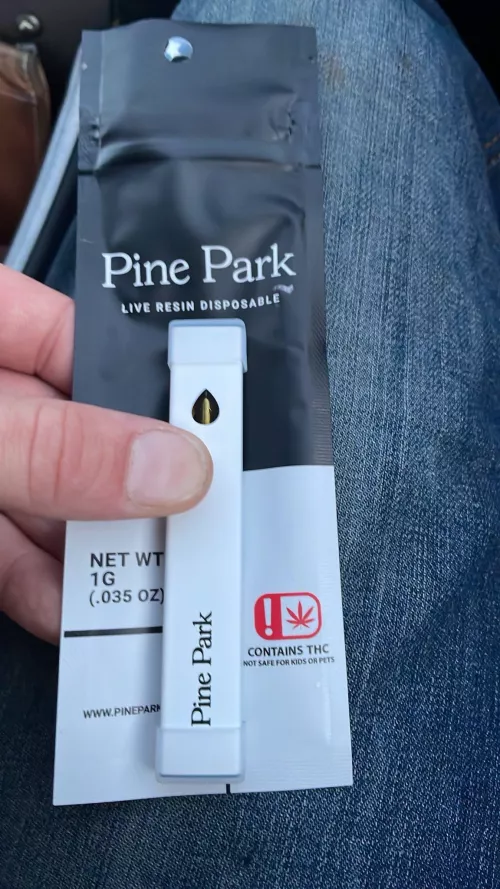 Pine Park
LIVE RESIN DISPOSABLE
NET WT
1G
(.035 OZ)
CONTAINS THC
NOT SAFE FOR KIDS OR PETS
WWW.PINEPARK
Pine Park